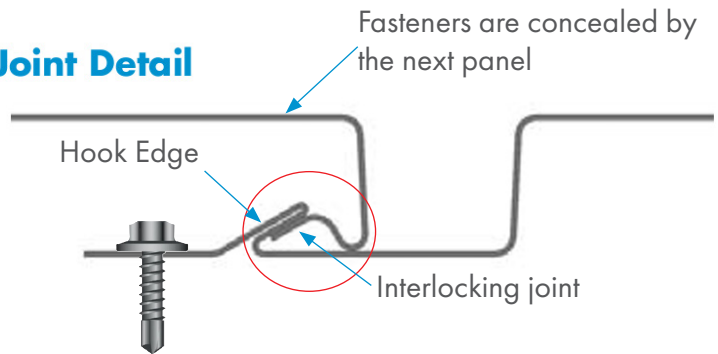 Fasteners are concealed by
the next panel
Joint Detail
Hook Edge
Interlocking joint